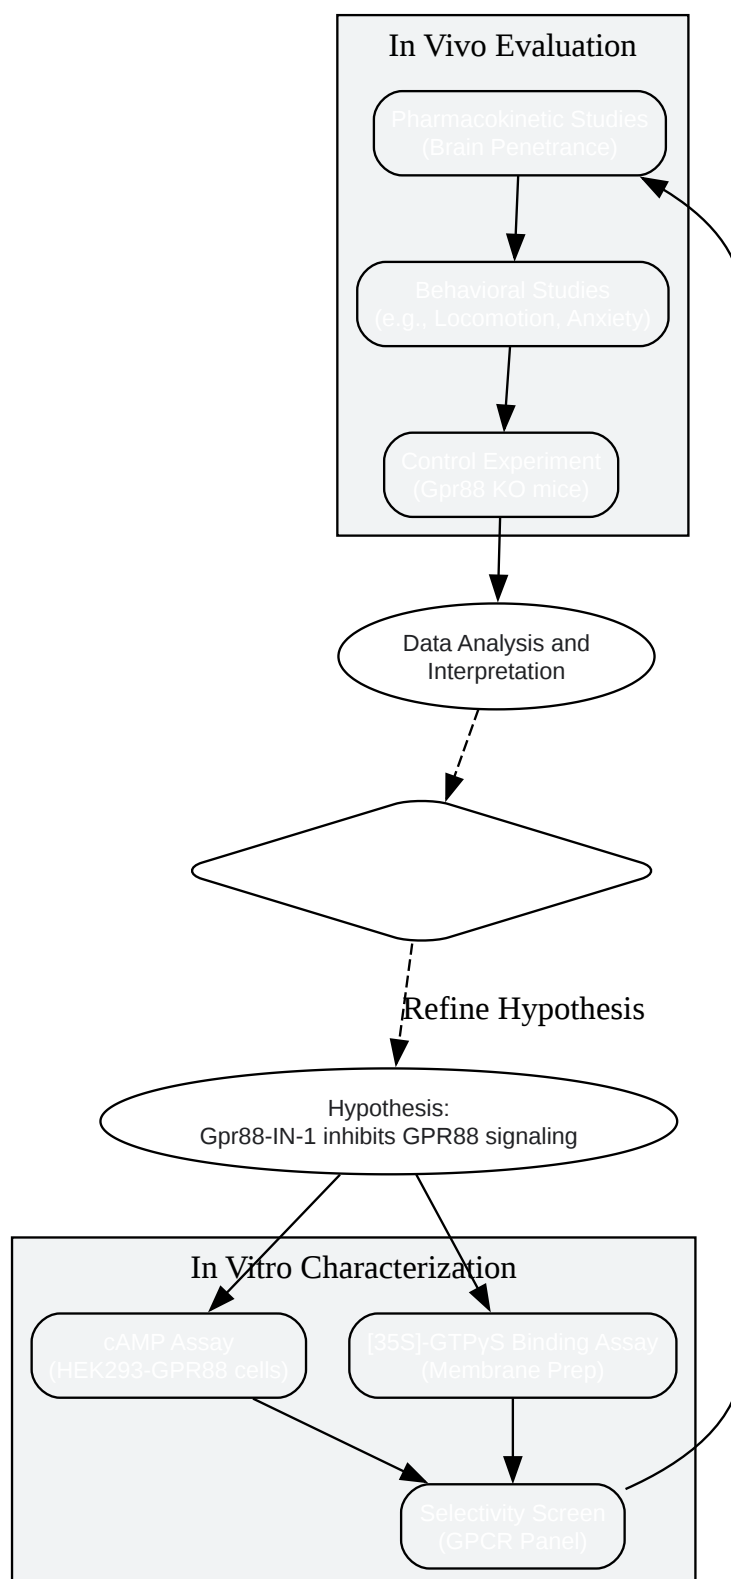 In Vivo Evaluation
Pharmacokinetic Studies
(Brain Penetrance)
Behavioral Studies
(e.g., Locomotion, Anxiety)
Control Experiment
(Gpr88 KO mice)
Data Analysis and
Interpretation
Refine Hypothesis
Hypothesis:
Gpr88-IN-1 inhibits GPR88 signaling
In Vitro Characterization
cAMP Assay
(HEK293-GPR88 cells)
[35S]-GTPγS Binding Assay
(Membrane Prep)
Selectivity Screen
(GPCR Panel)